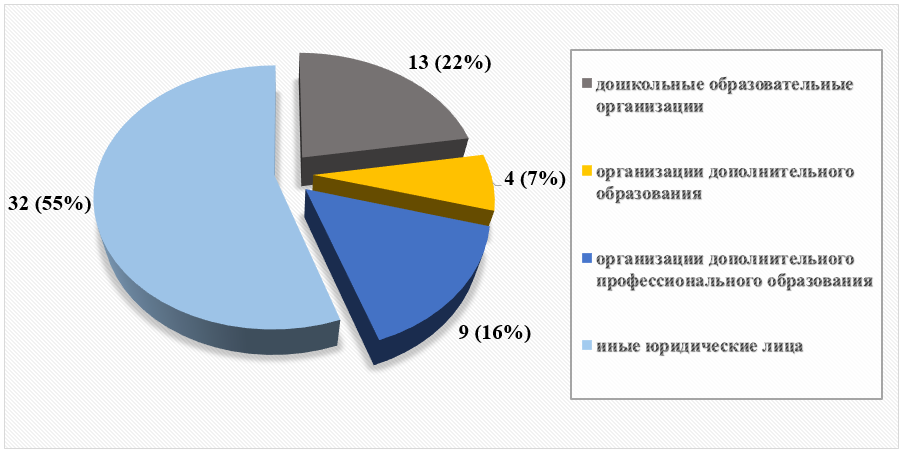 13 (22%)
4 (7%)
9 (16%)
32 (55%)
дошкольные образовательные
организации
организации дополнительного
образования
организации дополнительного
профессионального образования
иные юридические лица